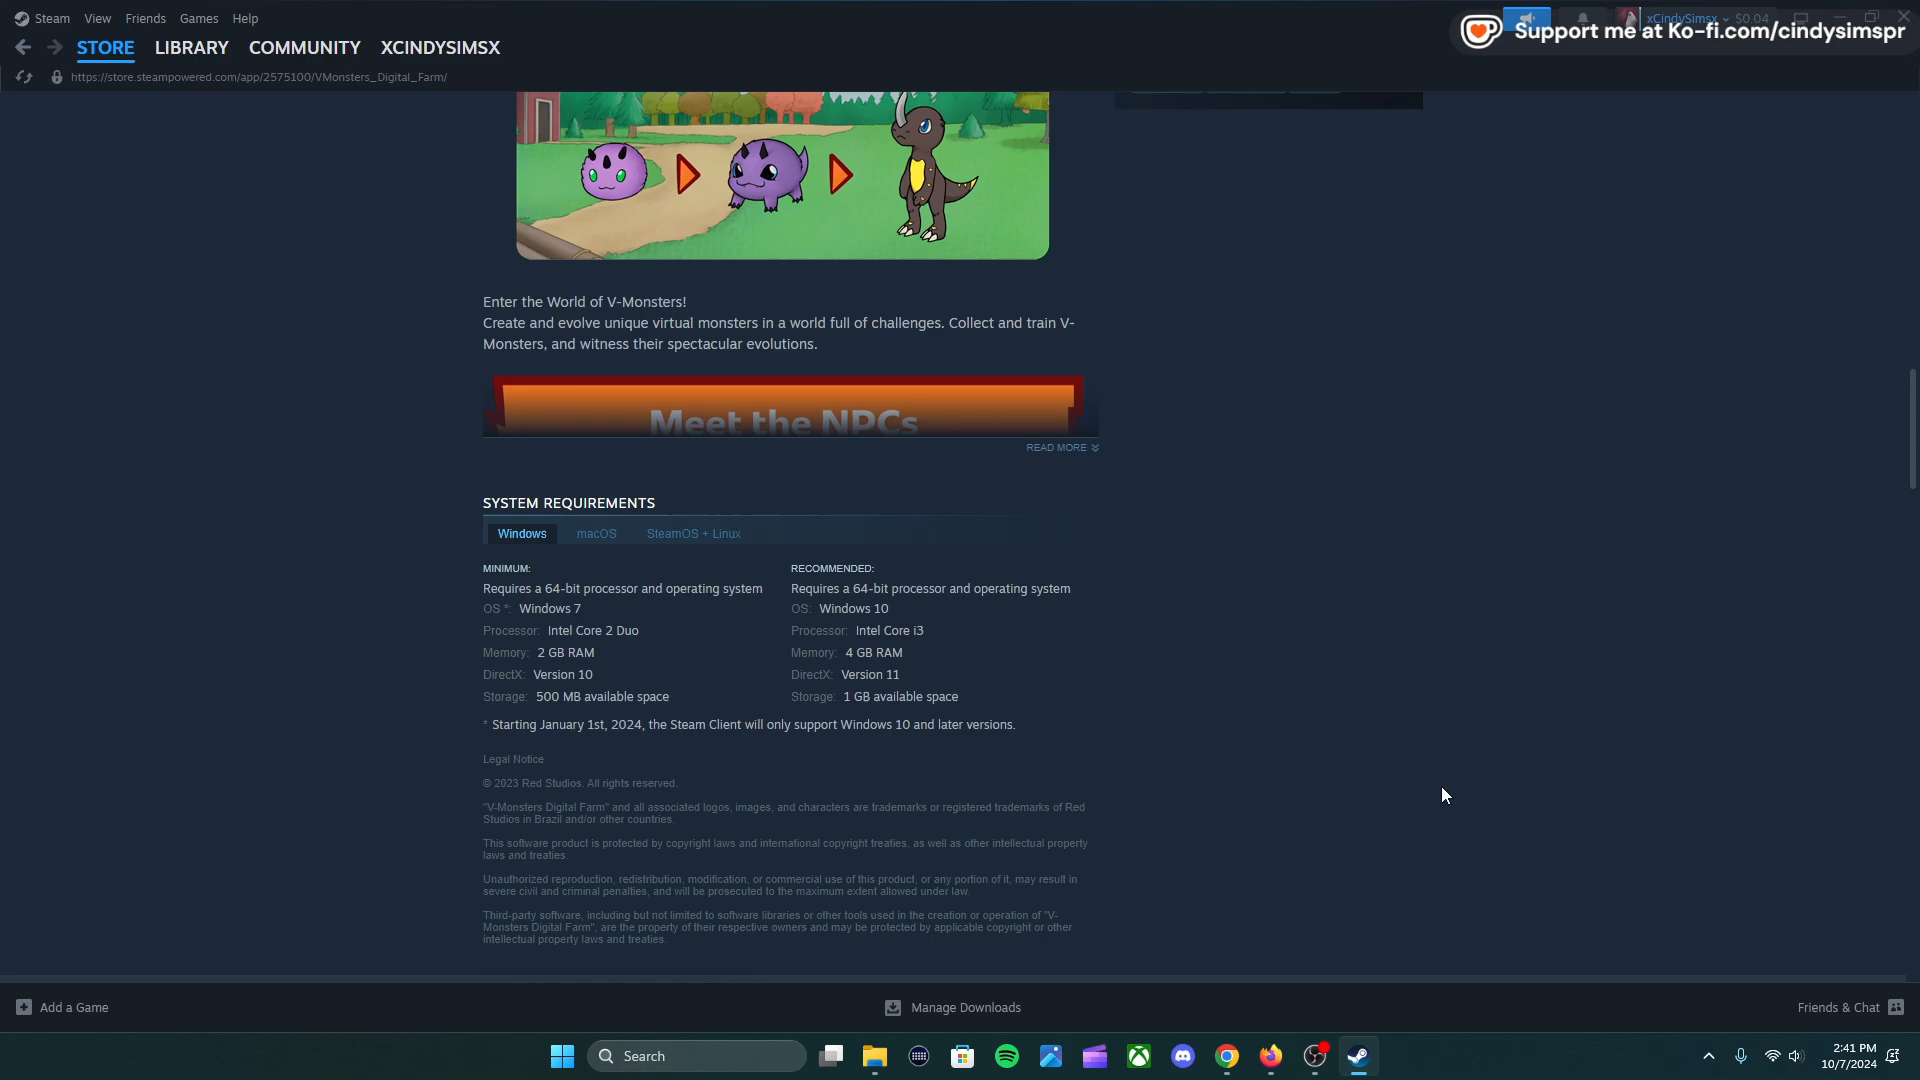 Steam View Friends Games Help
xCindySimsx $0.04
Support me at Ko-fi.com/cindysimspr
STORE LIBRARY COMMUNITY XCINDYSIMSX
https://store.steampowered.com/app/2575100/VMonsters_Digital_Farm/
Enter the World of V-Monsters!
Create and evolve unique virtual monsters in a world full of challenges. Collect and train V-
Monsters, and witness their spectacular evolutions.
Meet the NPCs
READ MORE
SYSTEM REQUIREMENTS
Windows macOS SteamOS + Linux
MINIMUM:
Requires a 64-bit processor and operating system
OS *: Windows 7
Processor: Intel Core 2 Duo
Memory: 2 GB RAM
DirectX: Version 10
Storage: 500 MB available space
RECOMMENDED:
Requires a 64-bit processor and operating system
OS: Windows 10
Processor: Intel Core i3
Memory: 4 GB RAM
DirectX: Version 11
Storage: 1 GB available space
* Starting January 1st, 2024, the Steam Client will only support Windows 10 and later versions.
Legal Notice
© 2023 Red Studios. All rights reserved.
"V-Monsters Digital Farm" and all associated logos, images, and characters are trademarks or registered trademarks of Red
Studios in Brazil and/or other countries.
This software product is protected by copyright laws and international copyright treaties, as well as other intellectual property
laws and treaties.
Unauthorized reproduction, redistribution, modification, or commercial use of this product, or any portion of it, may result in
severe civil and criminal penalties, and will be prosecuted to the maximum extent allowed under law.
Third-party software, including but not limited to software libraries or other tools used in the creation or operation of "V-
Monsters Digital Farm", are the property of their respective owners and may be protected by applicable copyright or other
intellectual property laws and treaties.
Add a Game
Manage Downloads
Friends & Chat
Search
2:41 PM
10/7/2024